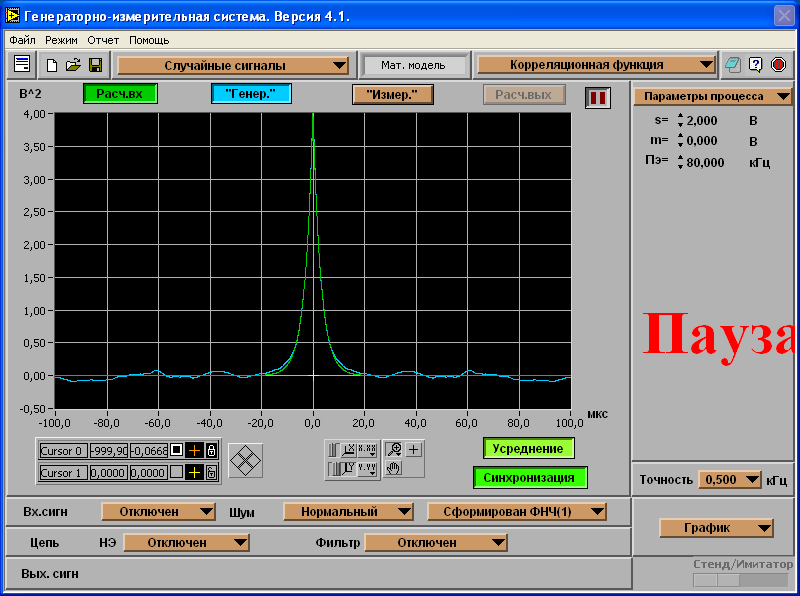 Генераторно-измерительная система. Версия 4.1.
Файл Режим Отчет Помощь
Случайные сигналы Мат. модель Корреляционная функция
В^2 Расч.вх "Генер." "Измер." Расч.вых Параметры процесса
s= 2,000 В
m= 0,000 В
Пэ= 80,000 кГц
4,00
3,50
3,00
2,50
2,00
1,50
1,00
0,50
0,00
-0,50
-100,0 -80,0 -60,0 -40,0 -20,0 0,0 20,0 40,0 60,0 80,0 100,0 мкс
Пауза
Cursor 0 -999,90 -0,0668
Cursor 1 0,0000 0,0000
X.XX
Y.YY
Усреднение
Синхронизация
Точность 0,500 кГц
Вх.сигн Отключен Шум Нормальный Сформирован ФНЧ(1)
График
Цепь НЭ Отключен Фильтр Отключен
Стенд/Имитатор
Вых. сигн